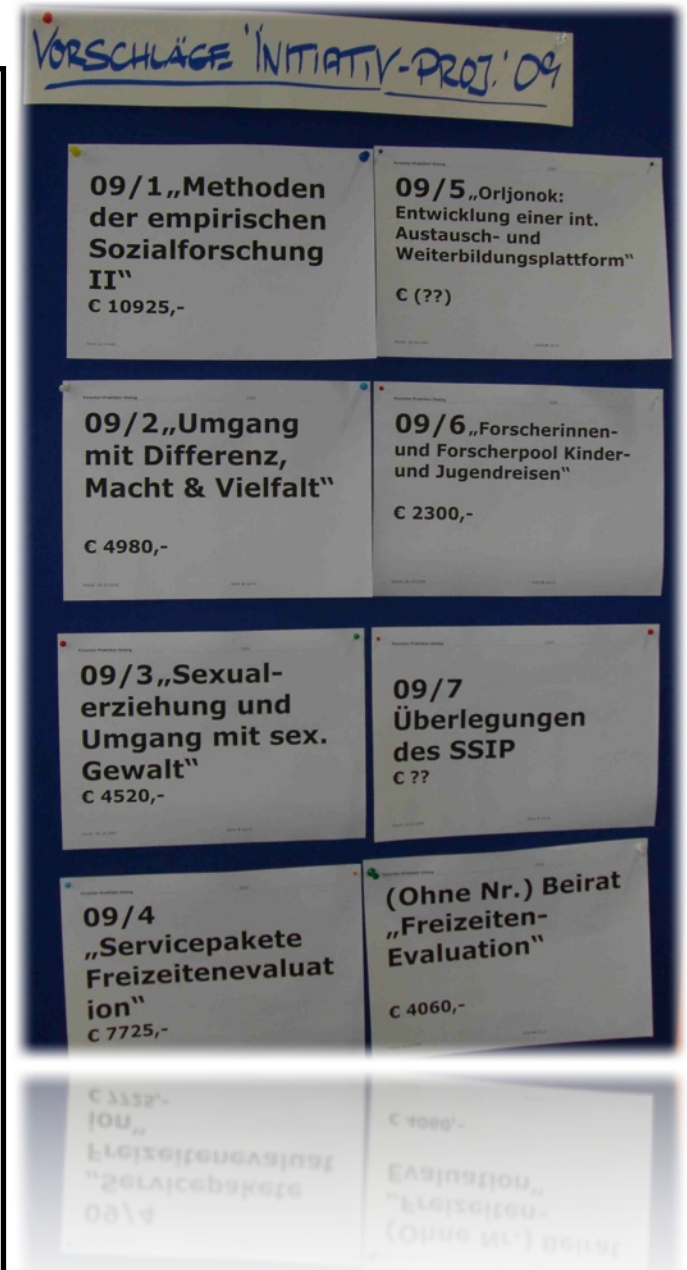 VORSCHLÄGE 'INITIATIV-PROJ.' 09
09/1 „Methoden
der empirischen
Sozialforschung
II“
€ 10925,-
09/2 „Umgang
mit Differenz,
Macht & Vielfalt“
€ 4980,-
09/3 „Sexual-
erziehung und
Umgang mit sex.
Gewalt“
€ 4520,-
09/4
„Servicepakete
Freizeitenevaluat
ion“
€ 7725,-
09/5 „Orljonok:
Entwicklung einer int.
Austausch- und
Weiterbildungsplattform“
€ (??)
09/6 „Forscherinnen-
und Forscherpool Kinder-
und Jugendreisen“
€ 2300,-
09/7
Überlegungen
des SSIP
€ ??
(Ohne Nr.) Beirat
„Freizeiten-
Evaluation“
€ 4060,-